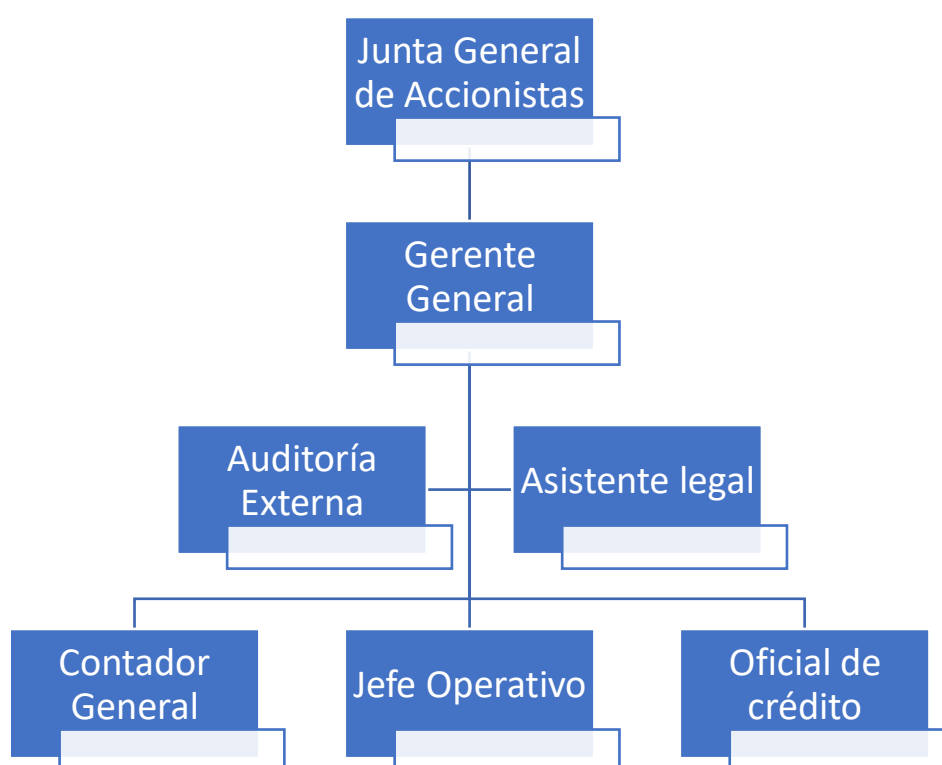 Junta General
de Accionistas
Gerente
General
Auditoría
Externa
Asistente legal
Contador
General
Jefe Operativo
Oficial de
crédito